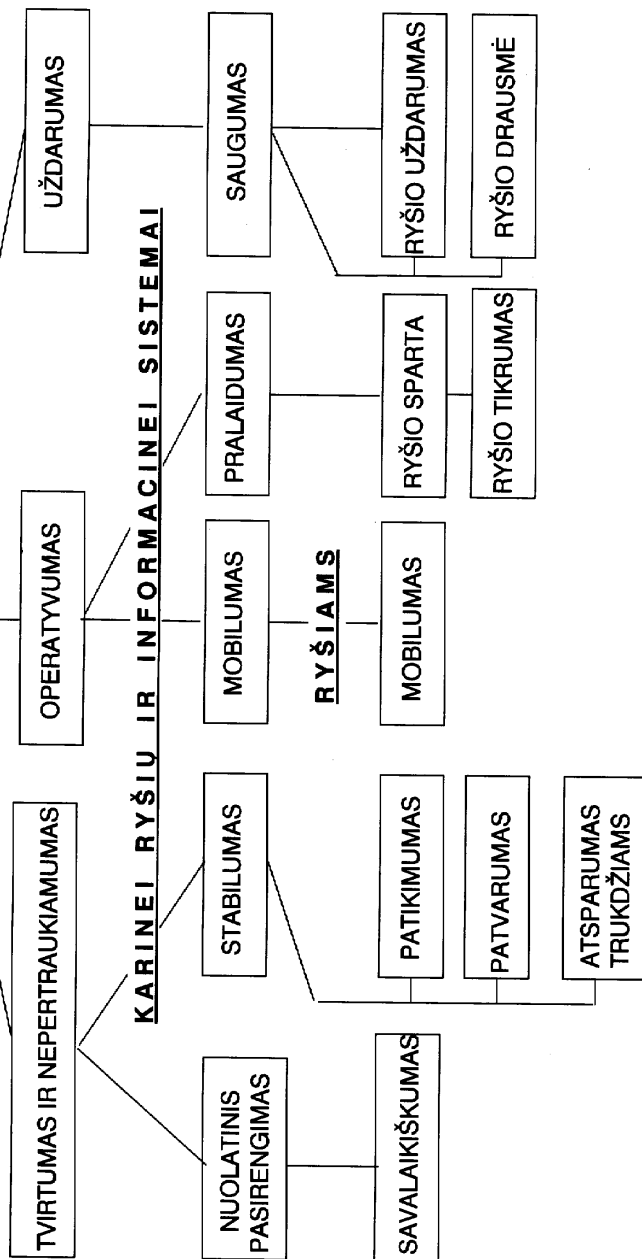 TVIRTUMAS IR NEPERTRAUKIAMUMAS
OPERATYVUMAS
UŽDARUMAS
KARINEI RYŠIŲ IR INFORMACINEI SISTEMAI
NUOLATINIS
PASIRENGIMAS
STABILUMAS
MOBILUMAS
PRALAIDUMAS
SAUGUMAS
RYŠIAMS
SAVALAIKIŠKUMAS
PATIKIMUMAS
MOBILUMAS
RYŠIO SPARTA
RYŠIO UŽDARUMAS
PATVARUMAS
RYŠIO TIKRUMAS
RYŠIO DRAUSMĖ
ATSPARUMAS
TRUKDŽIAMS